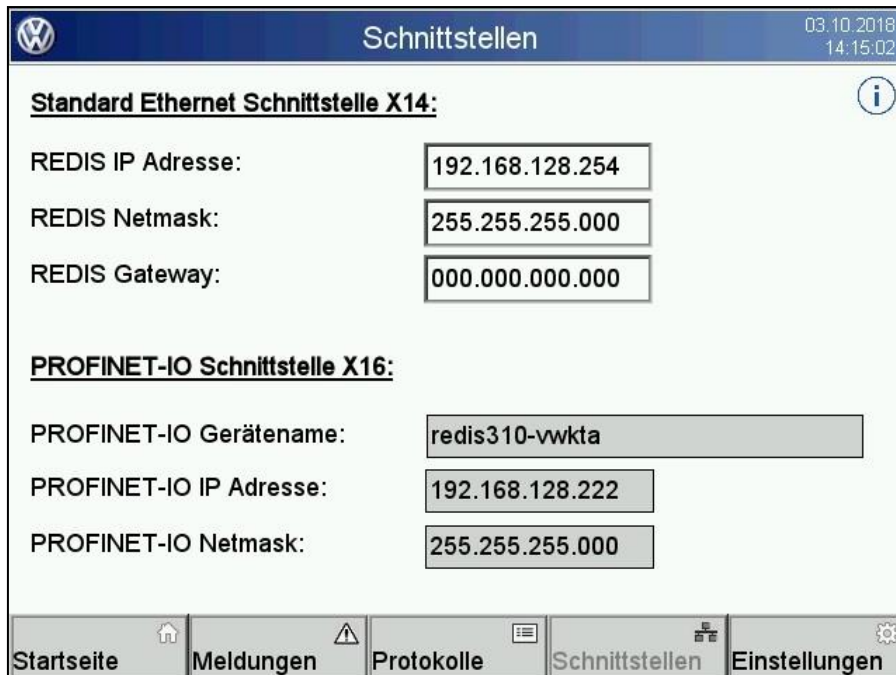 Schnittstellen
03.10.2018
14:15:02
Standard Ethernet Schnittstelle X14:
REDIS IP Adresse: 192.168.128.254
REDIS Netmask: 255.255.255.000
REDIS Gateway: 000.000.000.000
PROFINET-IO Schnittstelle X16:
PROFINET-IO Gerätename: redis310-vwkta
PROFINET-IO IP Adresse: 192.168.128.222
PROFINET-IO Netmask: 255.255.255.000
Startseite Meldungen Protokolle Schnittstellen Einstellungen